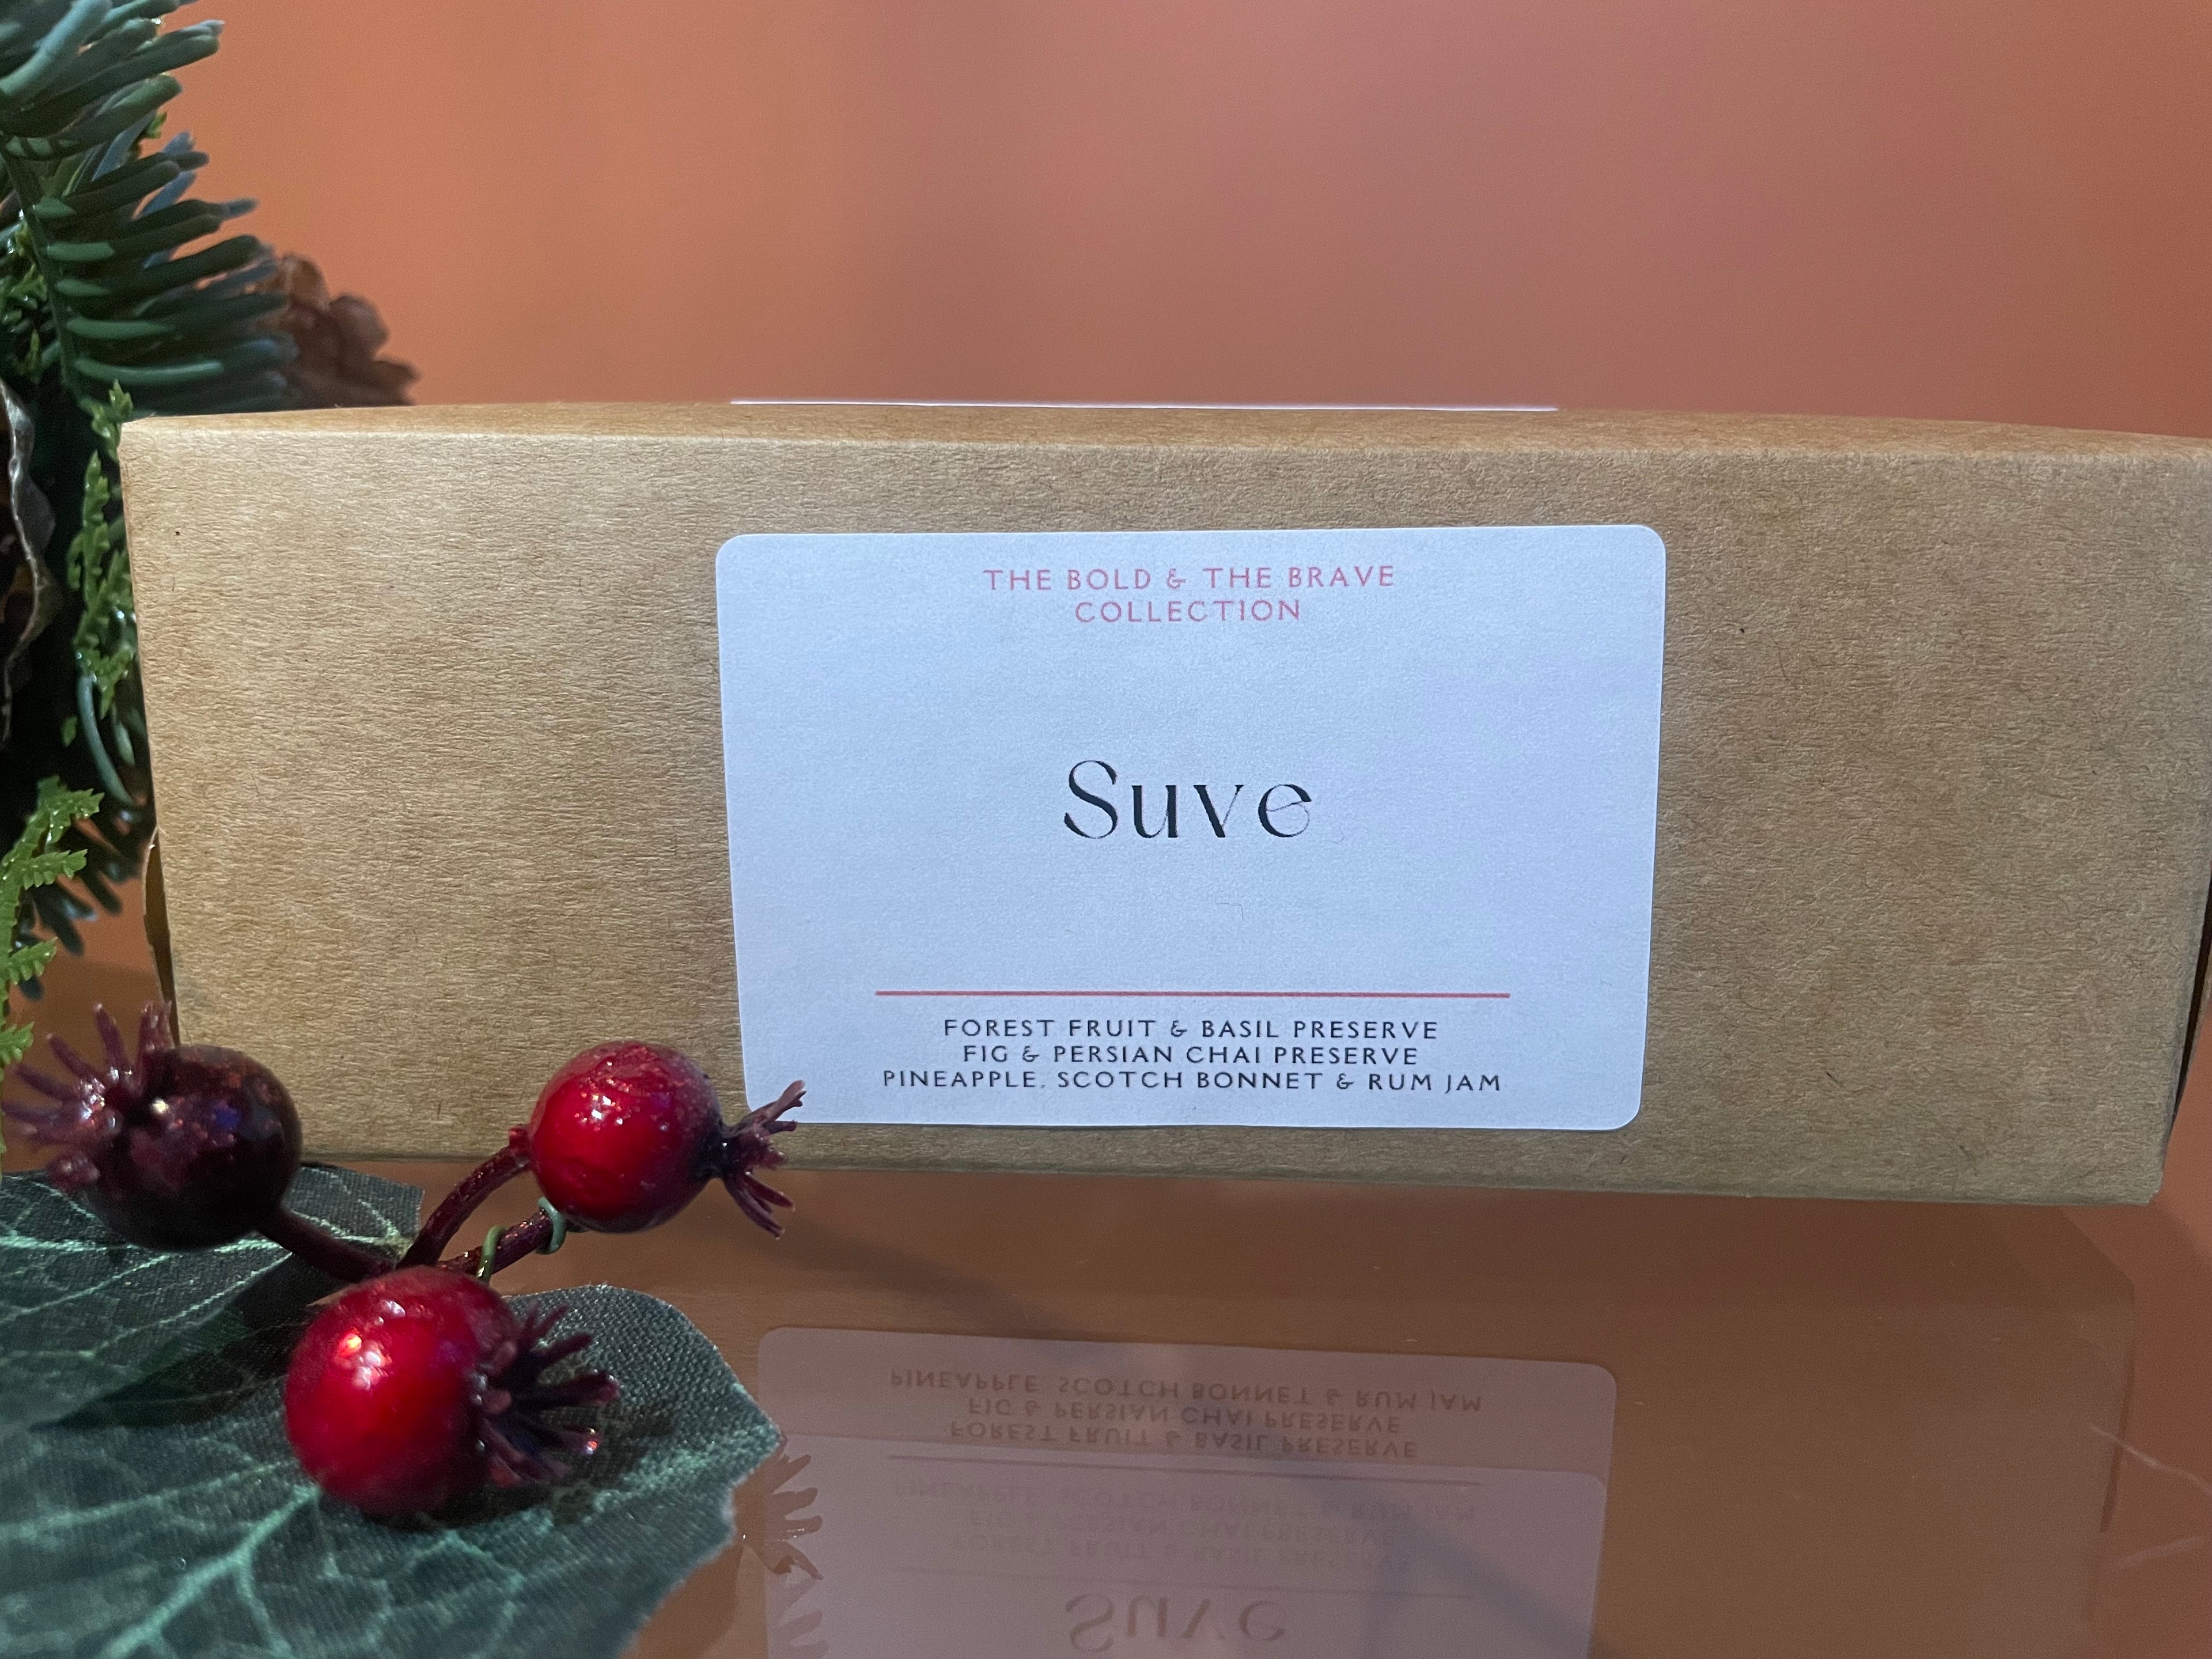 THE BOLD & THE BRAVE
COLLECTION
Suve
FOREST FRUIT & BASIL PRESERVE
FIG & PERSIAN CHAI PRESERVE
PINEAPPLE, SCOTCH BONNET & RUM JAM